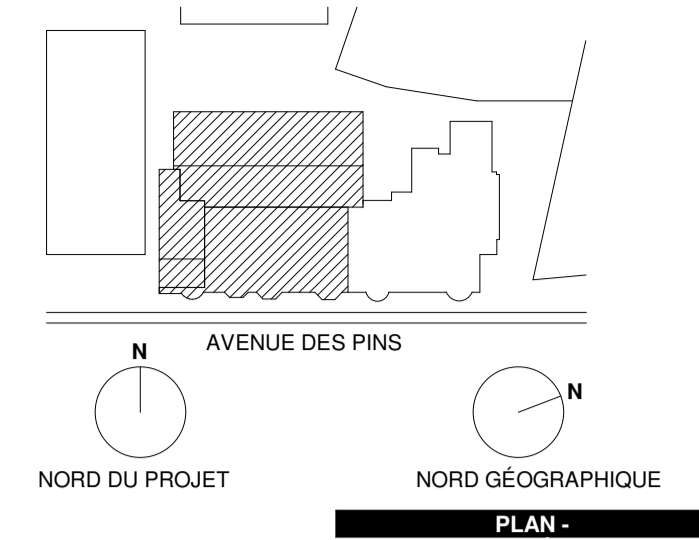 AVENUE DES PINS
N
N
NORD DU PROJET
NORD GÉOGRAPHIQUE
PLAN -